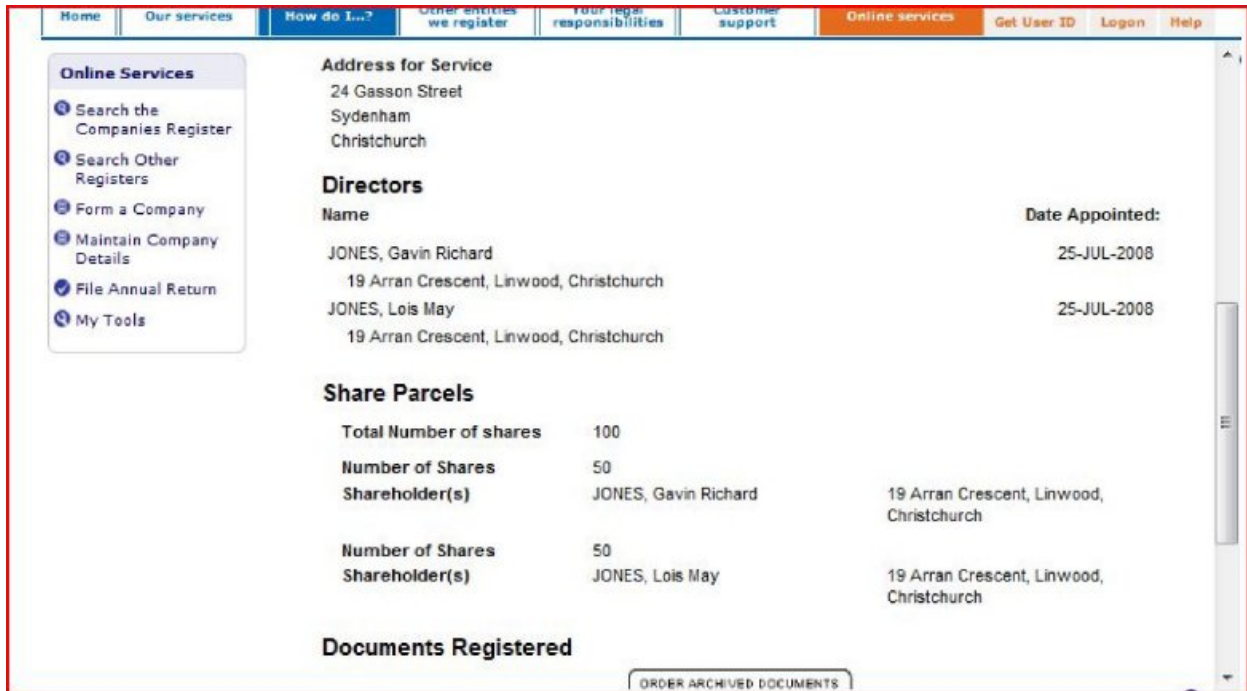 Home Our services How do I...? Other entities we register Your legal responsibilities Customer support Online services Get User ID Logon Help
Online Services
Search the
Companies Register
Search Other
Registers
Form a Company
Maintain Company
Details
File Annual Return
My Tools
Address for Service
24 Gasson Street
Sydenham
Christchurch
Directors
Name Date Appointed:
JONES, Gavin Richard 25-JUL-2008
19 Arran Crescent, Linwood, Christchurch
JONES, Lois May 25-JUL-2008
19 Arran Crescent, Linwood, Christchurch
Share Parcels
Total Number of shares 100
Number of Shares 50
Shareholder(s) JONES, Gavin Richard 19 Arran Crescent, Linwood,
Christchurch
Number of Shares 50
Shareholder(s) JONES, Lois May 19 Arran Crescent, Linwood,
Christchurch
Documents Registered
ORDER ARCHIVED DOCUMENTS